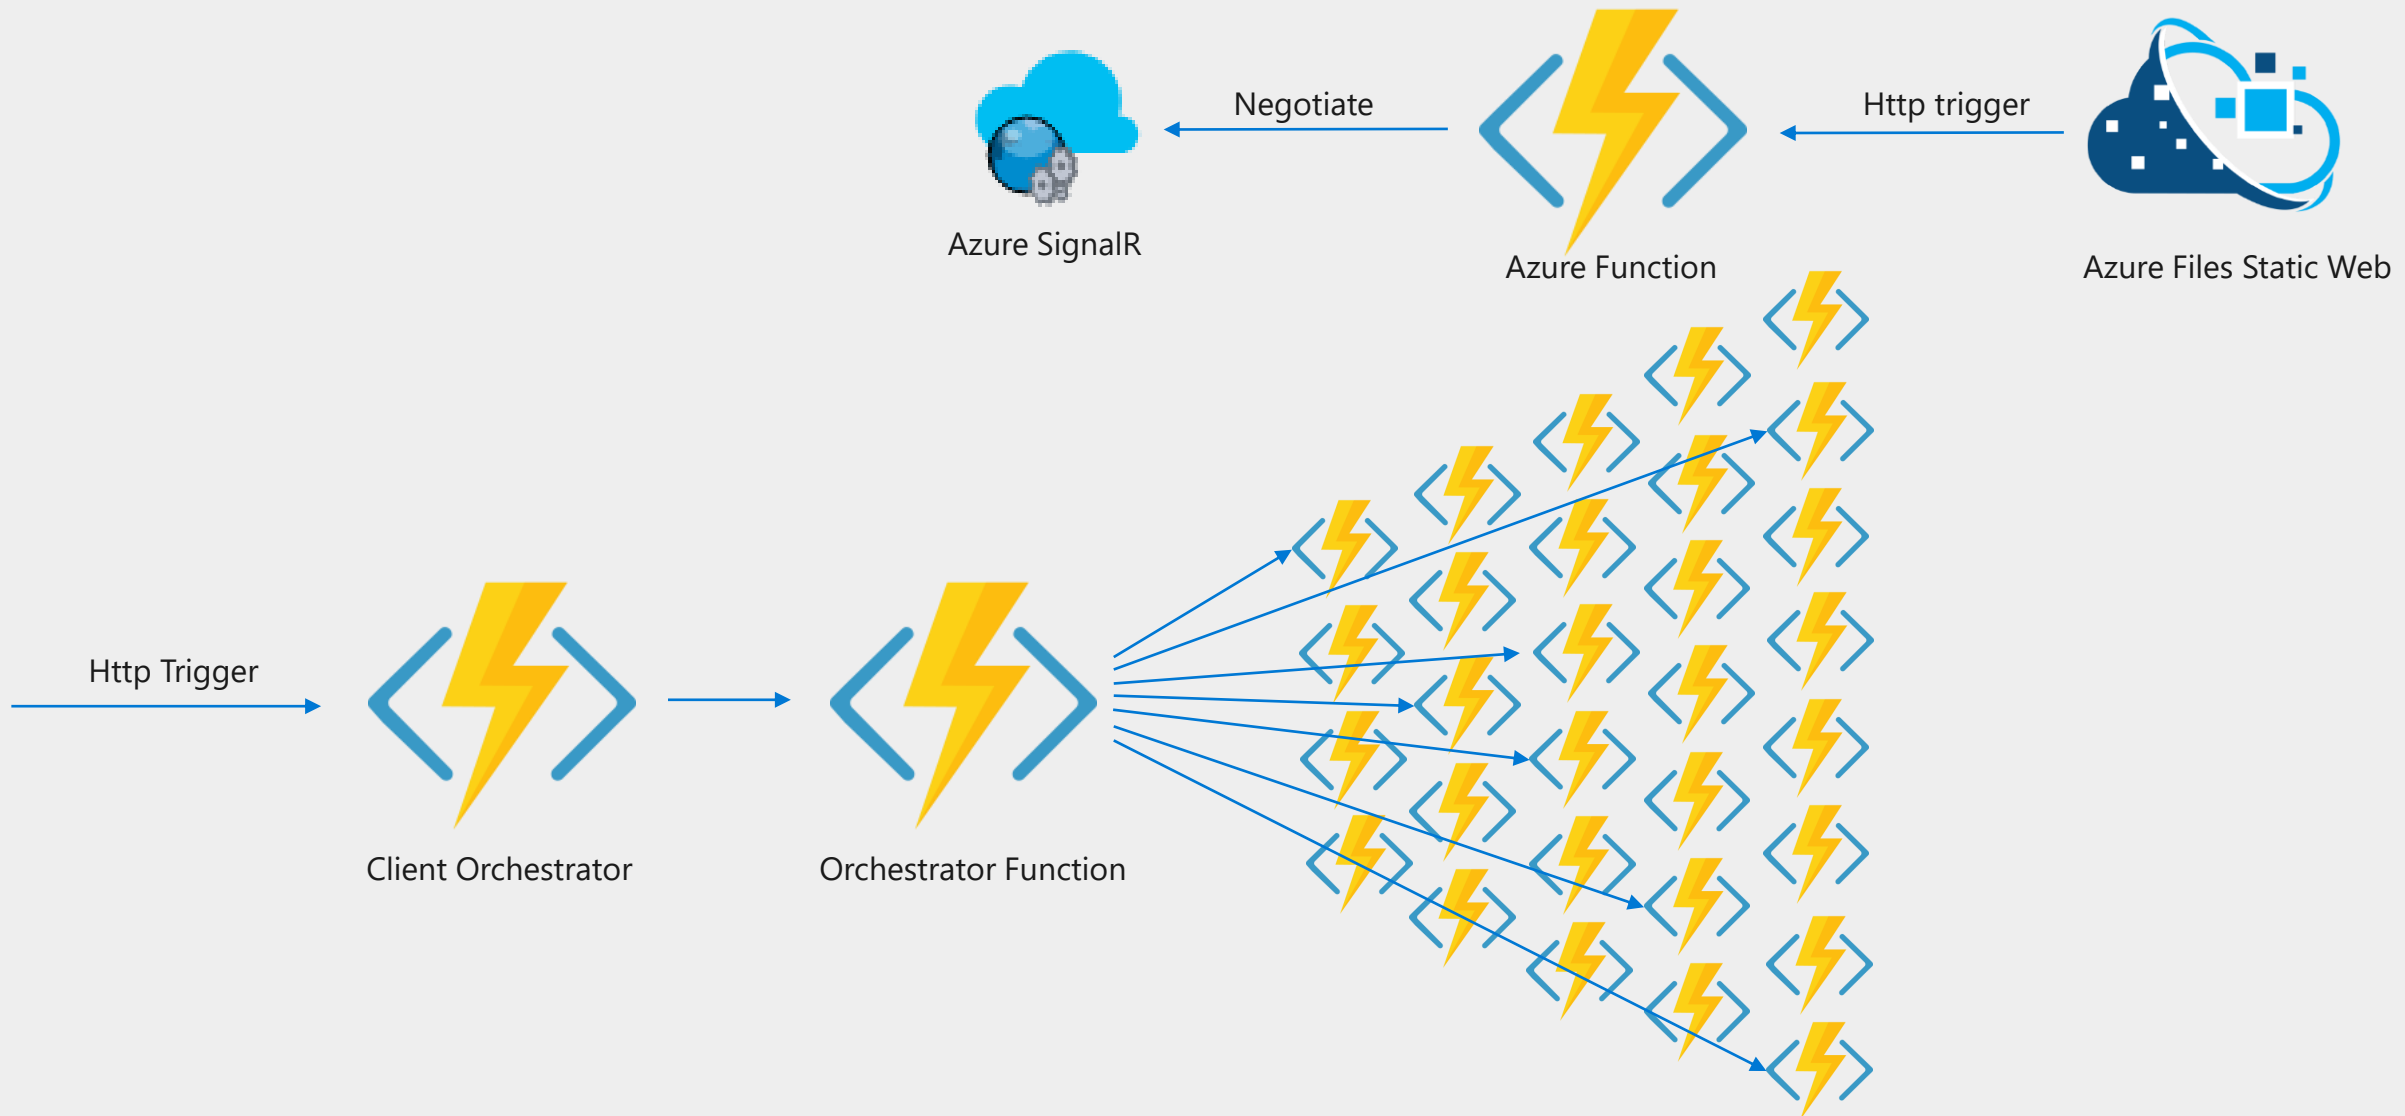 Negotiate
Http trigger
Azure SignalR
Azure Function
Azure Files Static Web
Http Trigger
Client Orchestrator
Orchestrator Function